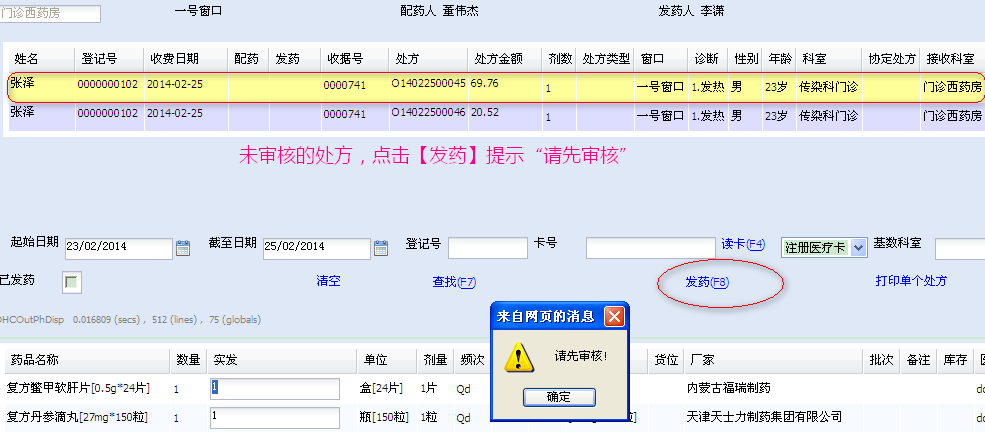 门诊西药房 一号窗口 配药人 董伟杰 发药人 李潇
姓名 登记号 收费日期 配药 发药 收据号 处方 处方金额 剂数 处方类型 窗口 诊断 性别 年龄 科室 协定处方 接收科室
张泽 0000000102 2014-02-25 0000741 O14022500045 69.76 1 一号窗口 1.发热 男 23岁 传染科门诊 门诊西药房
张泽 0000000102 2014-02-25 0000741 O14022500046 20.52 1 一号窗口 1.发热 男 23岁 传染科门诊 门诊西药房
未审核的处方，点击【发药】提示“请先审核”
起始日期 23/02/2014 截至日期 25/02/2014 登记号 卡号 读卡(F4) 注册医疗卡 基数科室
已发药 清空 查找(F7) 发药(F8) 打印单个处方
DHCOutPhDisp 0.016809 (secs) , 512 (lines) , 75 (globals)
来自网页的消息
请先审核!
确定
药品名称 数量 实发 单位 剂量 频次 货位 厂家 批次 备注 库存
复方鳖甲软肝片[0.5g*24片] 1 1 盒[24片] 1片 Qd 内蒙古福瑞制药
复方丹参滴丸[27mg*150粒] 1 1 瓶[150粒] 1粒 Qd 天津天士力制药集团有限公司